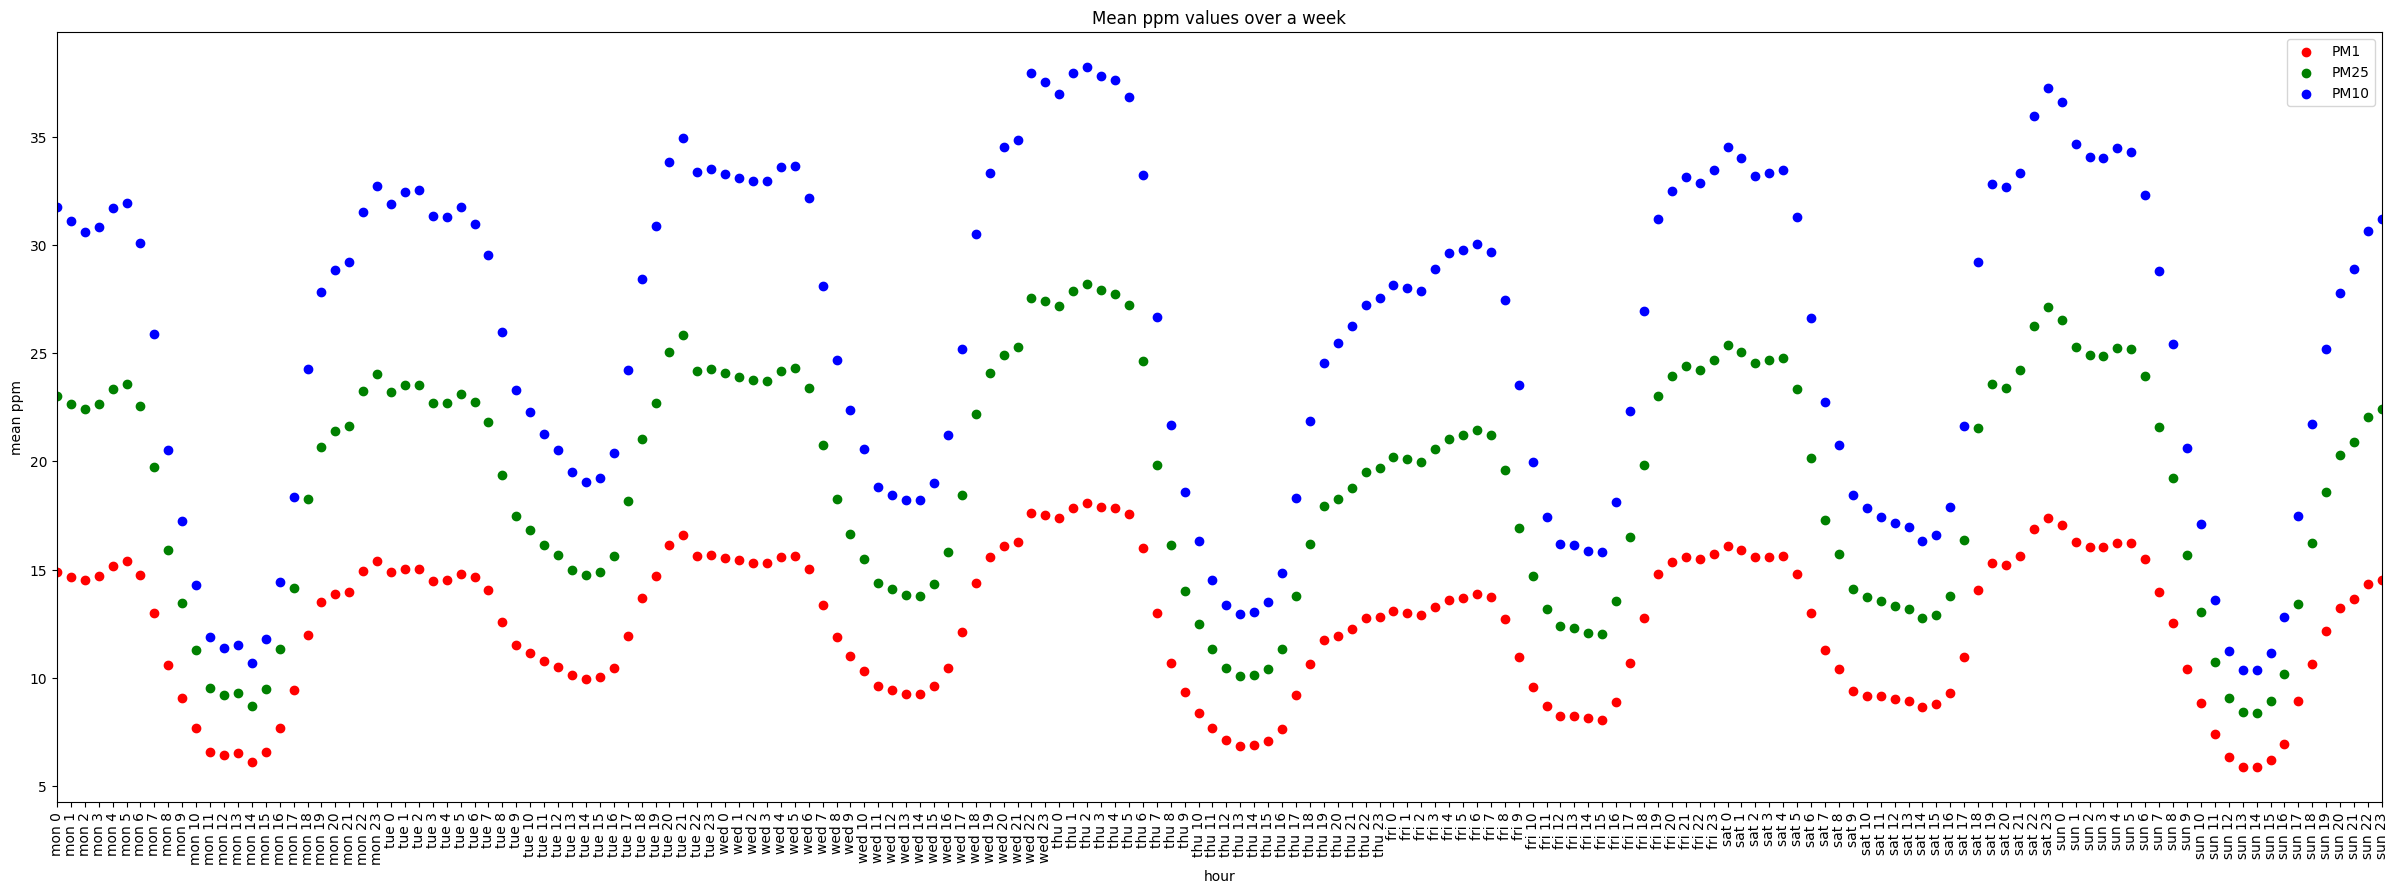 Mean ppm values over a week
PM1
PM25
PM10
mean ppm
35
30
25
20
15
10
5
mon 0
mon 1
mon 2
mon 3
mon 4
mon 5
mon 6
mon 7
mon 8
mon 9
mon 10
mon 11
mon 12
mon 13
mon 14
mon 15
mon 16
mon 17
mon 18
mon 19
mon 20
mon 21
mon 22
mon 23
tue 0
tue 1
tue 2
tue 3
tue 4
tue 5
tue 6
tue 7
tue 8
tue 9
tue 10
tue 11
tue 12
tue 13
tue 14
tue 15
tue 16
tue 17
tue 18
tue 19
tue 20
tue 21
tue 22
tue 23
wed 0
wed 1
wed 2
wed 3
wed 4
wed 5
wed 6
wed 7
wed 8
wed 9
wed 10
wed 11
wed 12
wed 13
wed 14
wed 15
wed 16
wed 17
wed 18
wed 19
wed 20
wed 21
wed 22
wed 23
thu 0
thu 1
thu 2
thu 3
thu 4
thu 5
thu 6
thu 7
thu 8
thu 9
thu 10
thu 11
thu 12
thu 13
thu 14
thu 15
thu 16
thu 17
thu 18
thu 19
thu 20
thu 21
thu 22
thu 23
fri 0
fri 1
fri 2
fri 3
fri 4
fri 5
fri 6
fri 7
fri 8
fri 9
fri 10
fri 11
fri 12
fri 13
fri 14
fri 15
fri 16
fri 17
fri 18
fri 19
fri 20
fri 21
fri 22
fri 23
sat 0
sat 1
sat 2
sat 3
sat 4
sat 5
sat 6
sat 7
sat 8
sat 9
sat 10
sat 11
sat 12
sat 13
sat 14
sat 15
sat 16
sat 17
sat 18
sat 19
sat 20
sat 21
sat 22
sat 23
sun 0
sun 1
sun 2
sun 3
sun 4
sun 5
sun 6
sun 7
sun 8
sun 9
sun 10
sun 11
sun 12
sun 13
sun 14
sun 15
sun 16
sun 17
sun 18
sun 19
sun 20
sun 21
sun 22
sun 23
hour